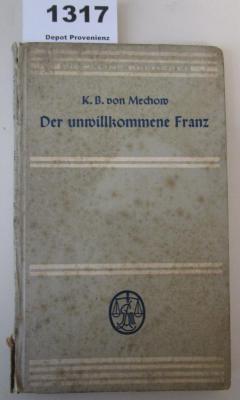 1317
Depot Provenienz
K. B. von Mechow
Der unwillkommene Franz